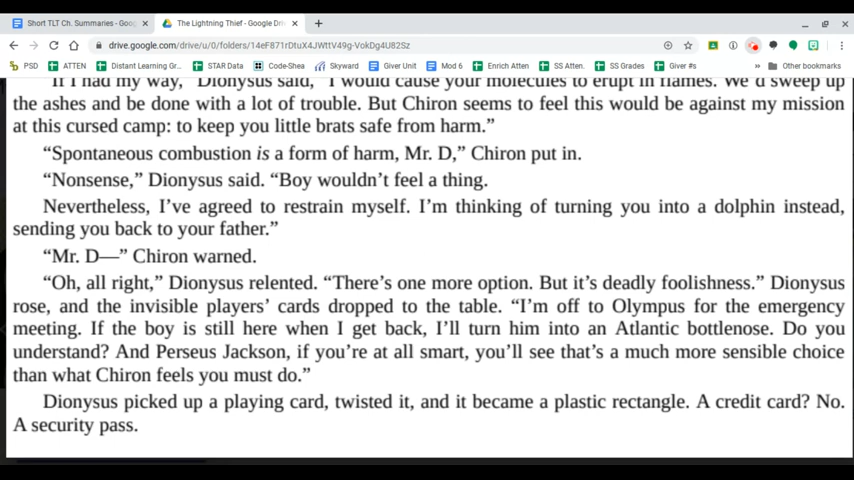 Short TLT Ch. Summaries - Goog
The Lightning Thief - Google Dri
drive.google.com/drive/u/0/folders/14eF871rDtuX4JWttV49g-VokDg4U82Sz
PSD ATTEN Distant Learning Gr... STAR Data Code-Shea Skyward Giver Unit Mod 6 Enrich Atten SS Atten. SS Grades Giver #s Other bookmarks
"If I had my way," Dionysus said, "I would cause your molecules to erupt in flames. We'd sweep up
the ashes and be done with a lot of trouble. But Chiron seems to feel this would be against my mission
at this cursed camp: to keep you little brats safe from harm."
"Spontaneous combustion is a form of harm, Mr. D," Chiron put in.
"Nonsense," Dionysus said. "Boy wouldn't feel a thing.
Nevertheless, I've agreed to restrain myself. I'm thinking of turning you into a dolphin instead,
sending you back to your father."
"Mr. D—" Chiron warned.
"Oh, all right," Dionysus relented. "There's one more option. But it's deadly foolishness." Dionysus
rose, and the invisible players' cards dropped to the table. "I'm off to Olympus for the emergency
meeting. If the boy is still here when I get back, I'll turn him into an Atlantic bottlenose. Do you
understand? And Perseus Jackson, if you're at all smart, you'll see that's a much more sensible choice
than what Chiron feels you must do."
Dionysus picked up a playing card, twisted it, and it became a plastic rectangle. A credit card? No.
A security pass.